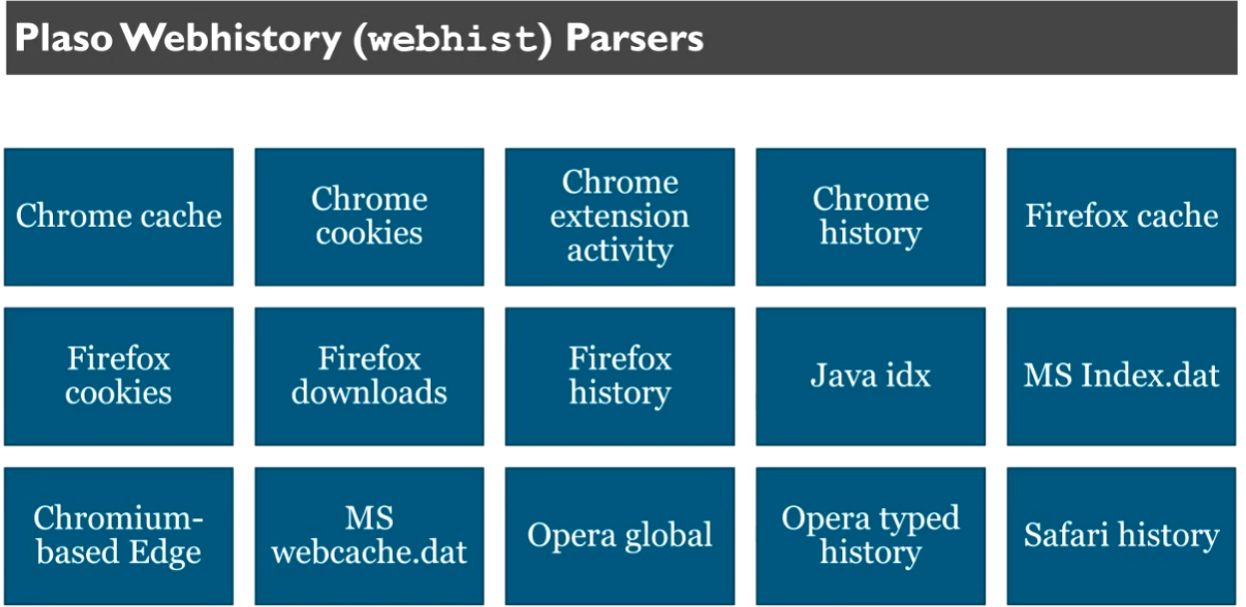 Plaso Webhistory (webhist) Parsers
Chrome cache
Chrome
cookies
Chrome
extension
activity
Chrome
history
Firefox cache
Firefox
cookies
Firefox
downloads
Firefox
history
Java idx
MS Index.dat
Chromium-
based Edge
MS
webcache.dat
Opera global
Opera typed
history
Safari history